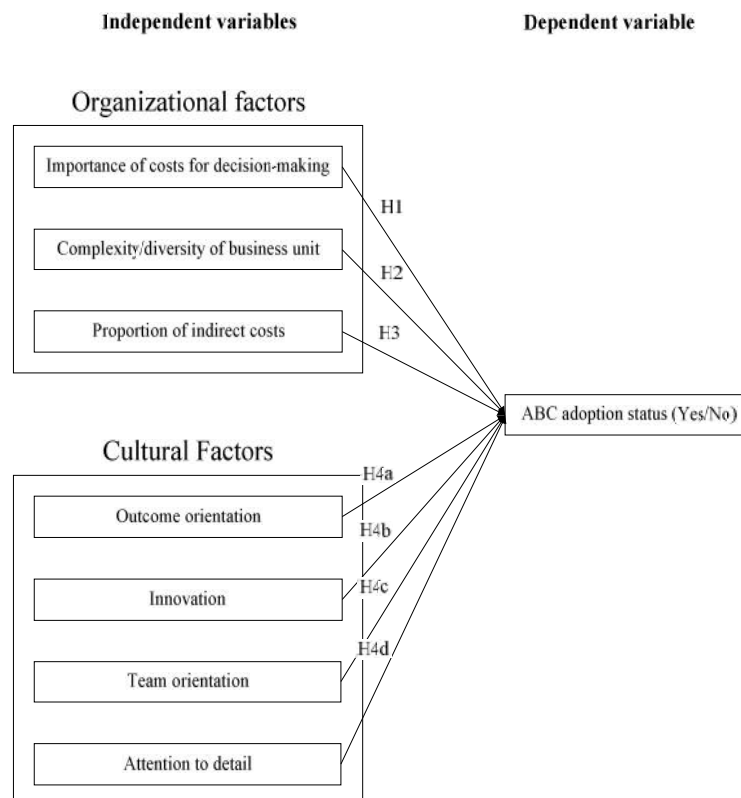 Independent variables
Dependent variable
Organizational factors
Importance of costs for decision-making
H1
Complexity/diversity of business unit
H2
Proportion of indirect costs
H3
ABC adoption status (Yes/No)
Cultural Factors
H4a
Outcome orientation
H4b
Innovation
H4c
Team orientation
H4d
Attention to detail